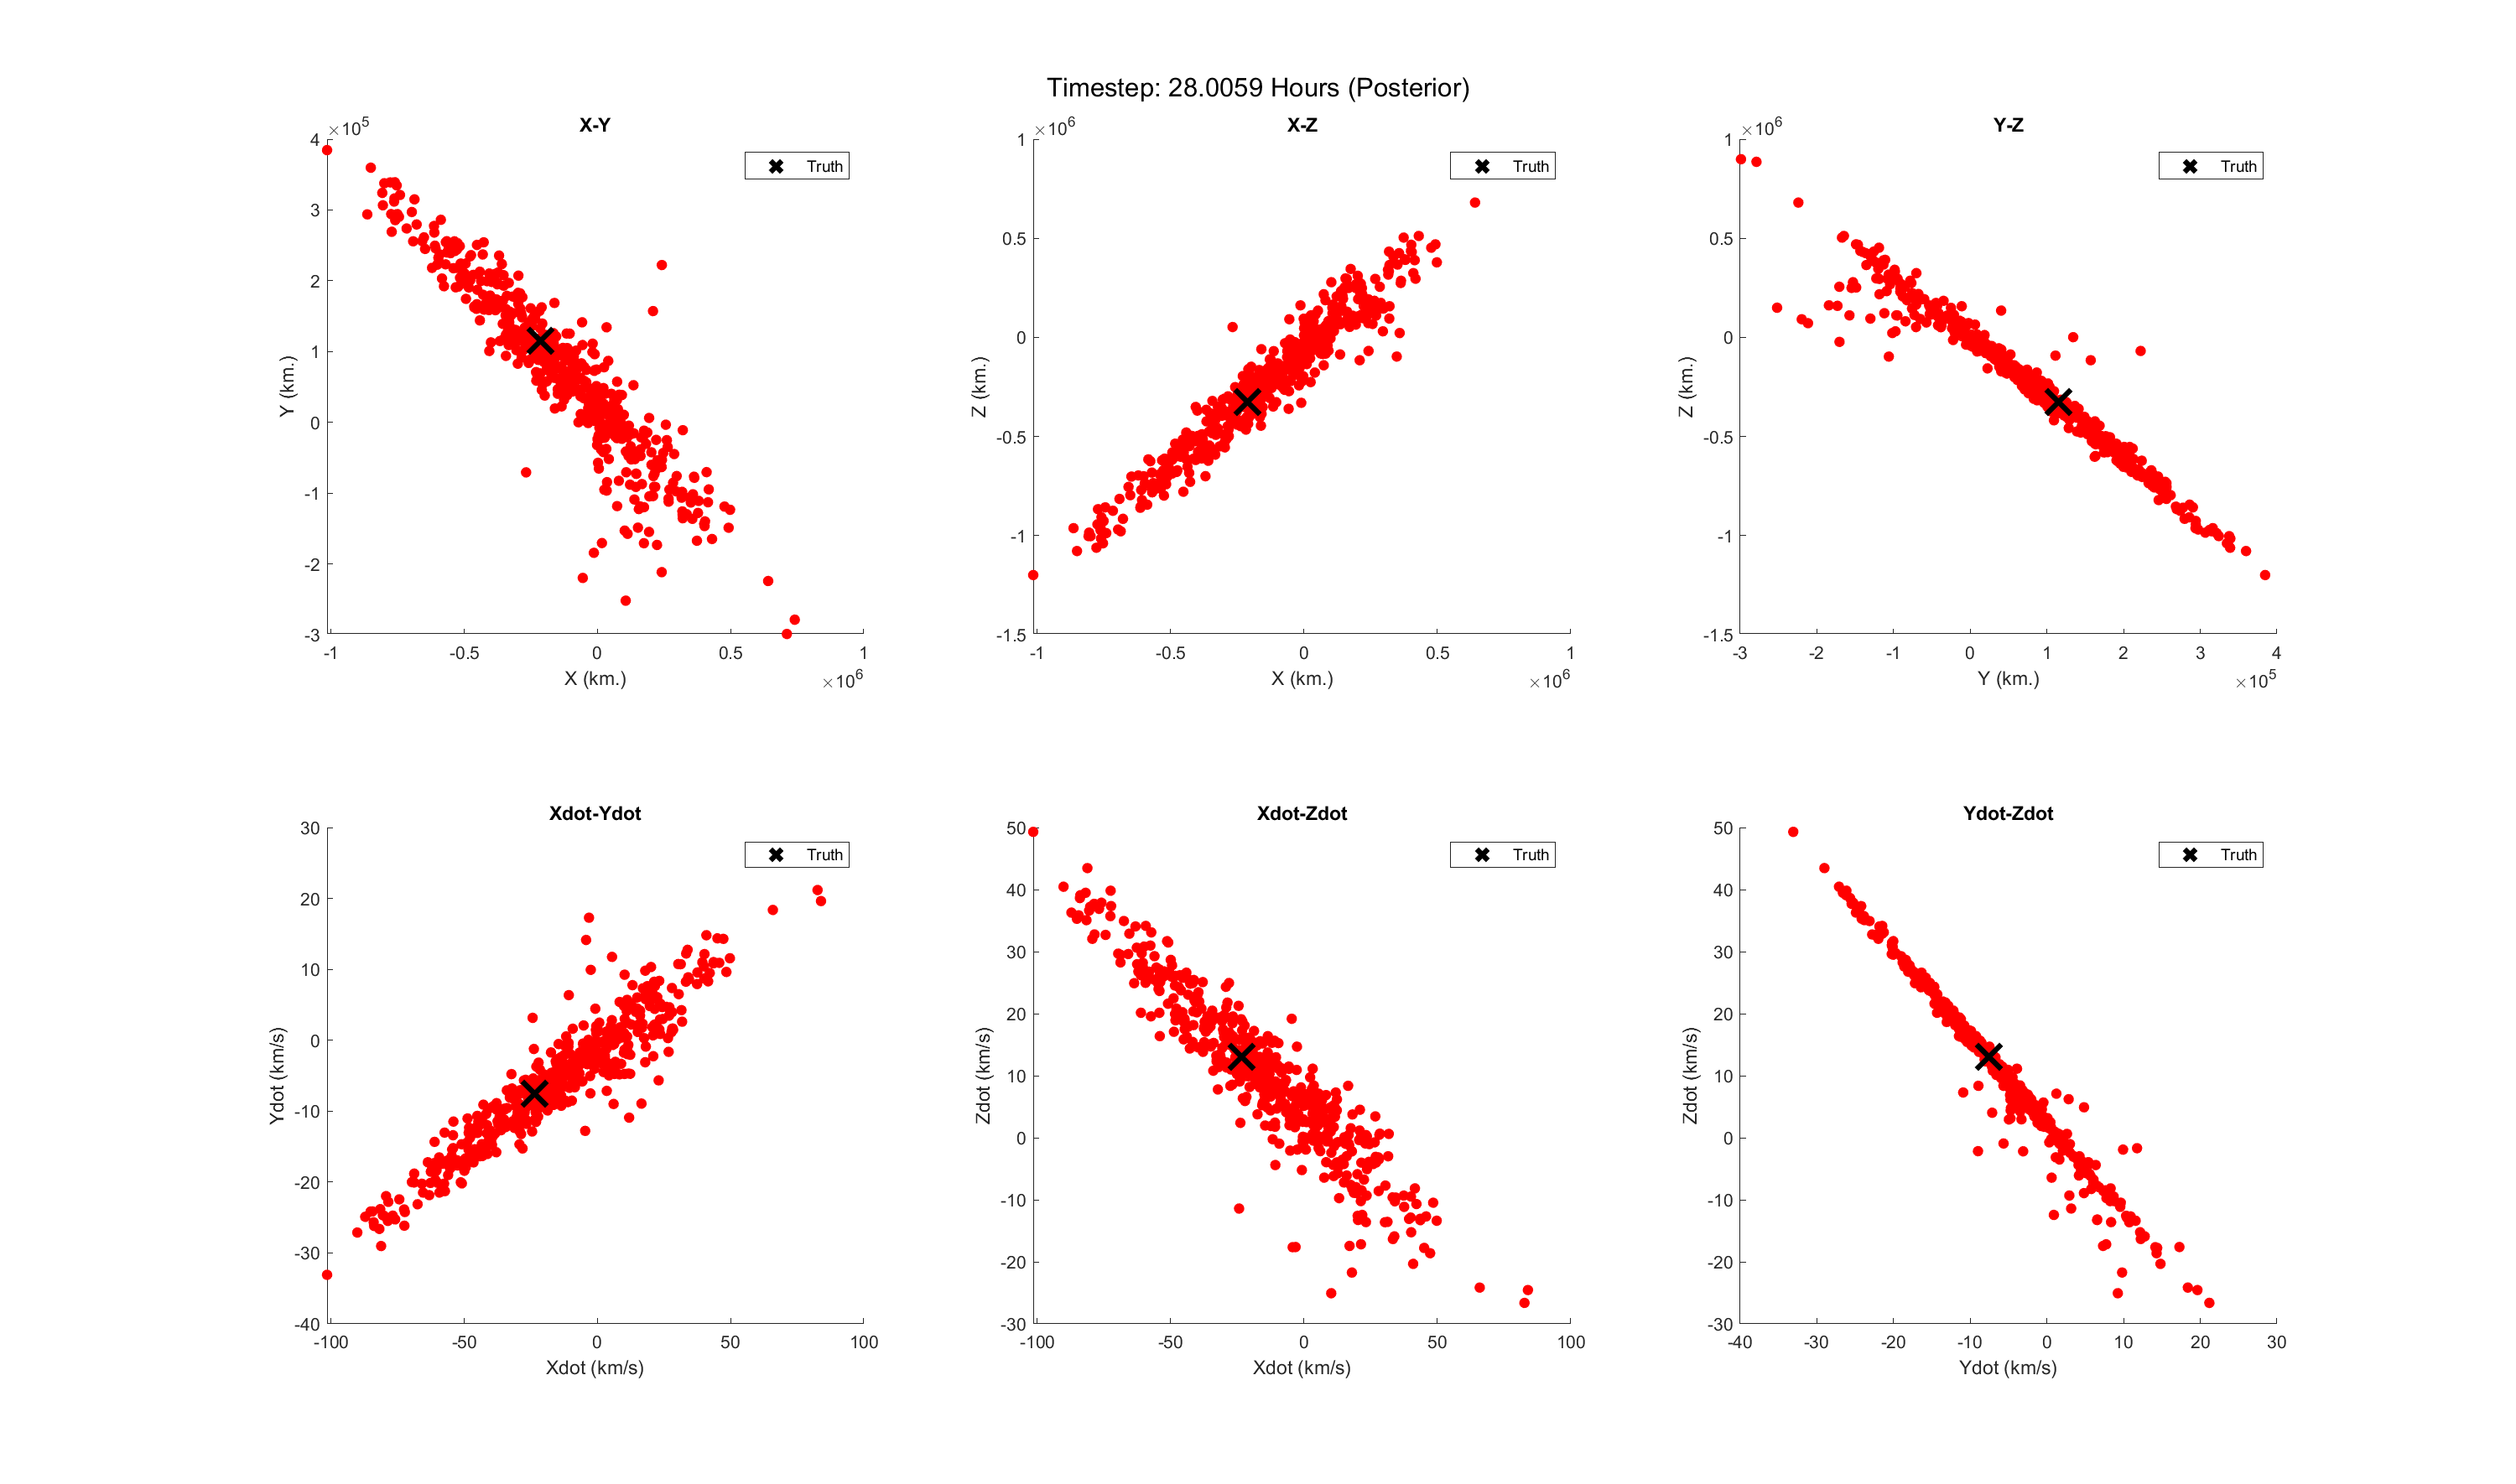 Timestep: 28.0059 Hours (Posterior)
X-Y
×10^5
4
3
2
1
0
-1
-2
-3
Y (km.)
-1 -0.5 0 0.5 1
X (km.)
×10^6
Truth
X-Z
×10^6
1
0.5
0
-0.5
-1
-1.5
Z (km.)
-1 -0.5 0 0.5 1
X (km.)
×10^6
Truth
Y-Z
×10^6
1
0.5
0
-0.5
-1
-1.5
Z (km.)
-3 -2 -1 0 1 2 3 4
Y (km.)
×10^5
Truth
Xdot-Ydot
30
20
10
0
-10
-20
-30
-40
Ydot (km/s)
-100 -50 0 50 100
Xdot (km/s)
Truth
Xdot-Zdot
50
40
30
20
10
0
-10
-20
-30
Zdot (km/s)
-100 -50 0 50 100
Xdot (km/s)
Truth
Ydot-Zdot
50
40
30
20
10
0
-10
-20
-30
Zdot (km/s)
-40 -30 -20 -10 0 10 20 30
Ydot (km/s)
Truth